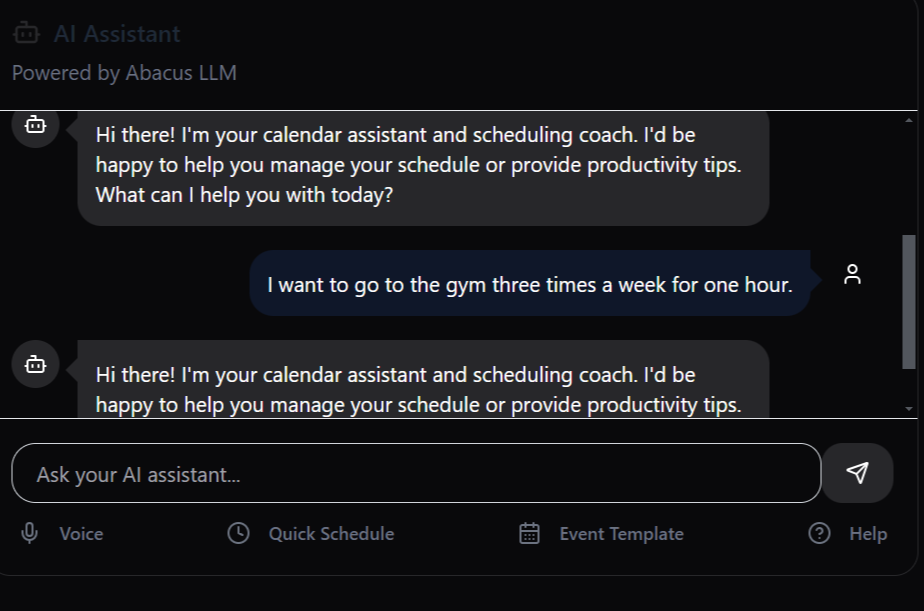 AI Assistant
Powered by Abacus LLM
Hi there! I'm your calendar assistant and scheduling coach. I'd be
happy to help you manage your schedule or provide productivity tips.
What can I help you with today?
I want to go to the gym three times a week for one hour.
Hi there! I'm your calendar assistant and scheduling coach. I'd be
happy to help you manage your schedule or provide productivity tips.
Ask your AI assistant...
Voice
Quick Schedule
Event Template
Help